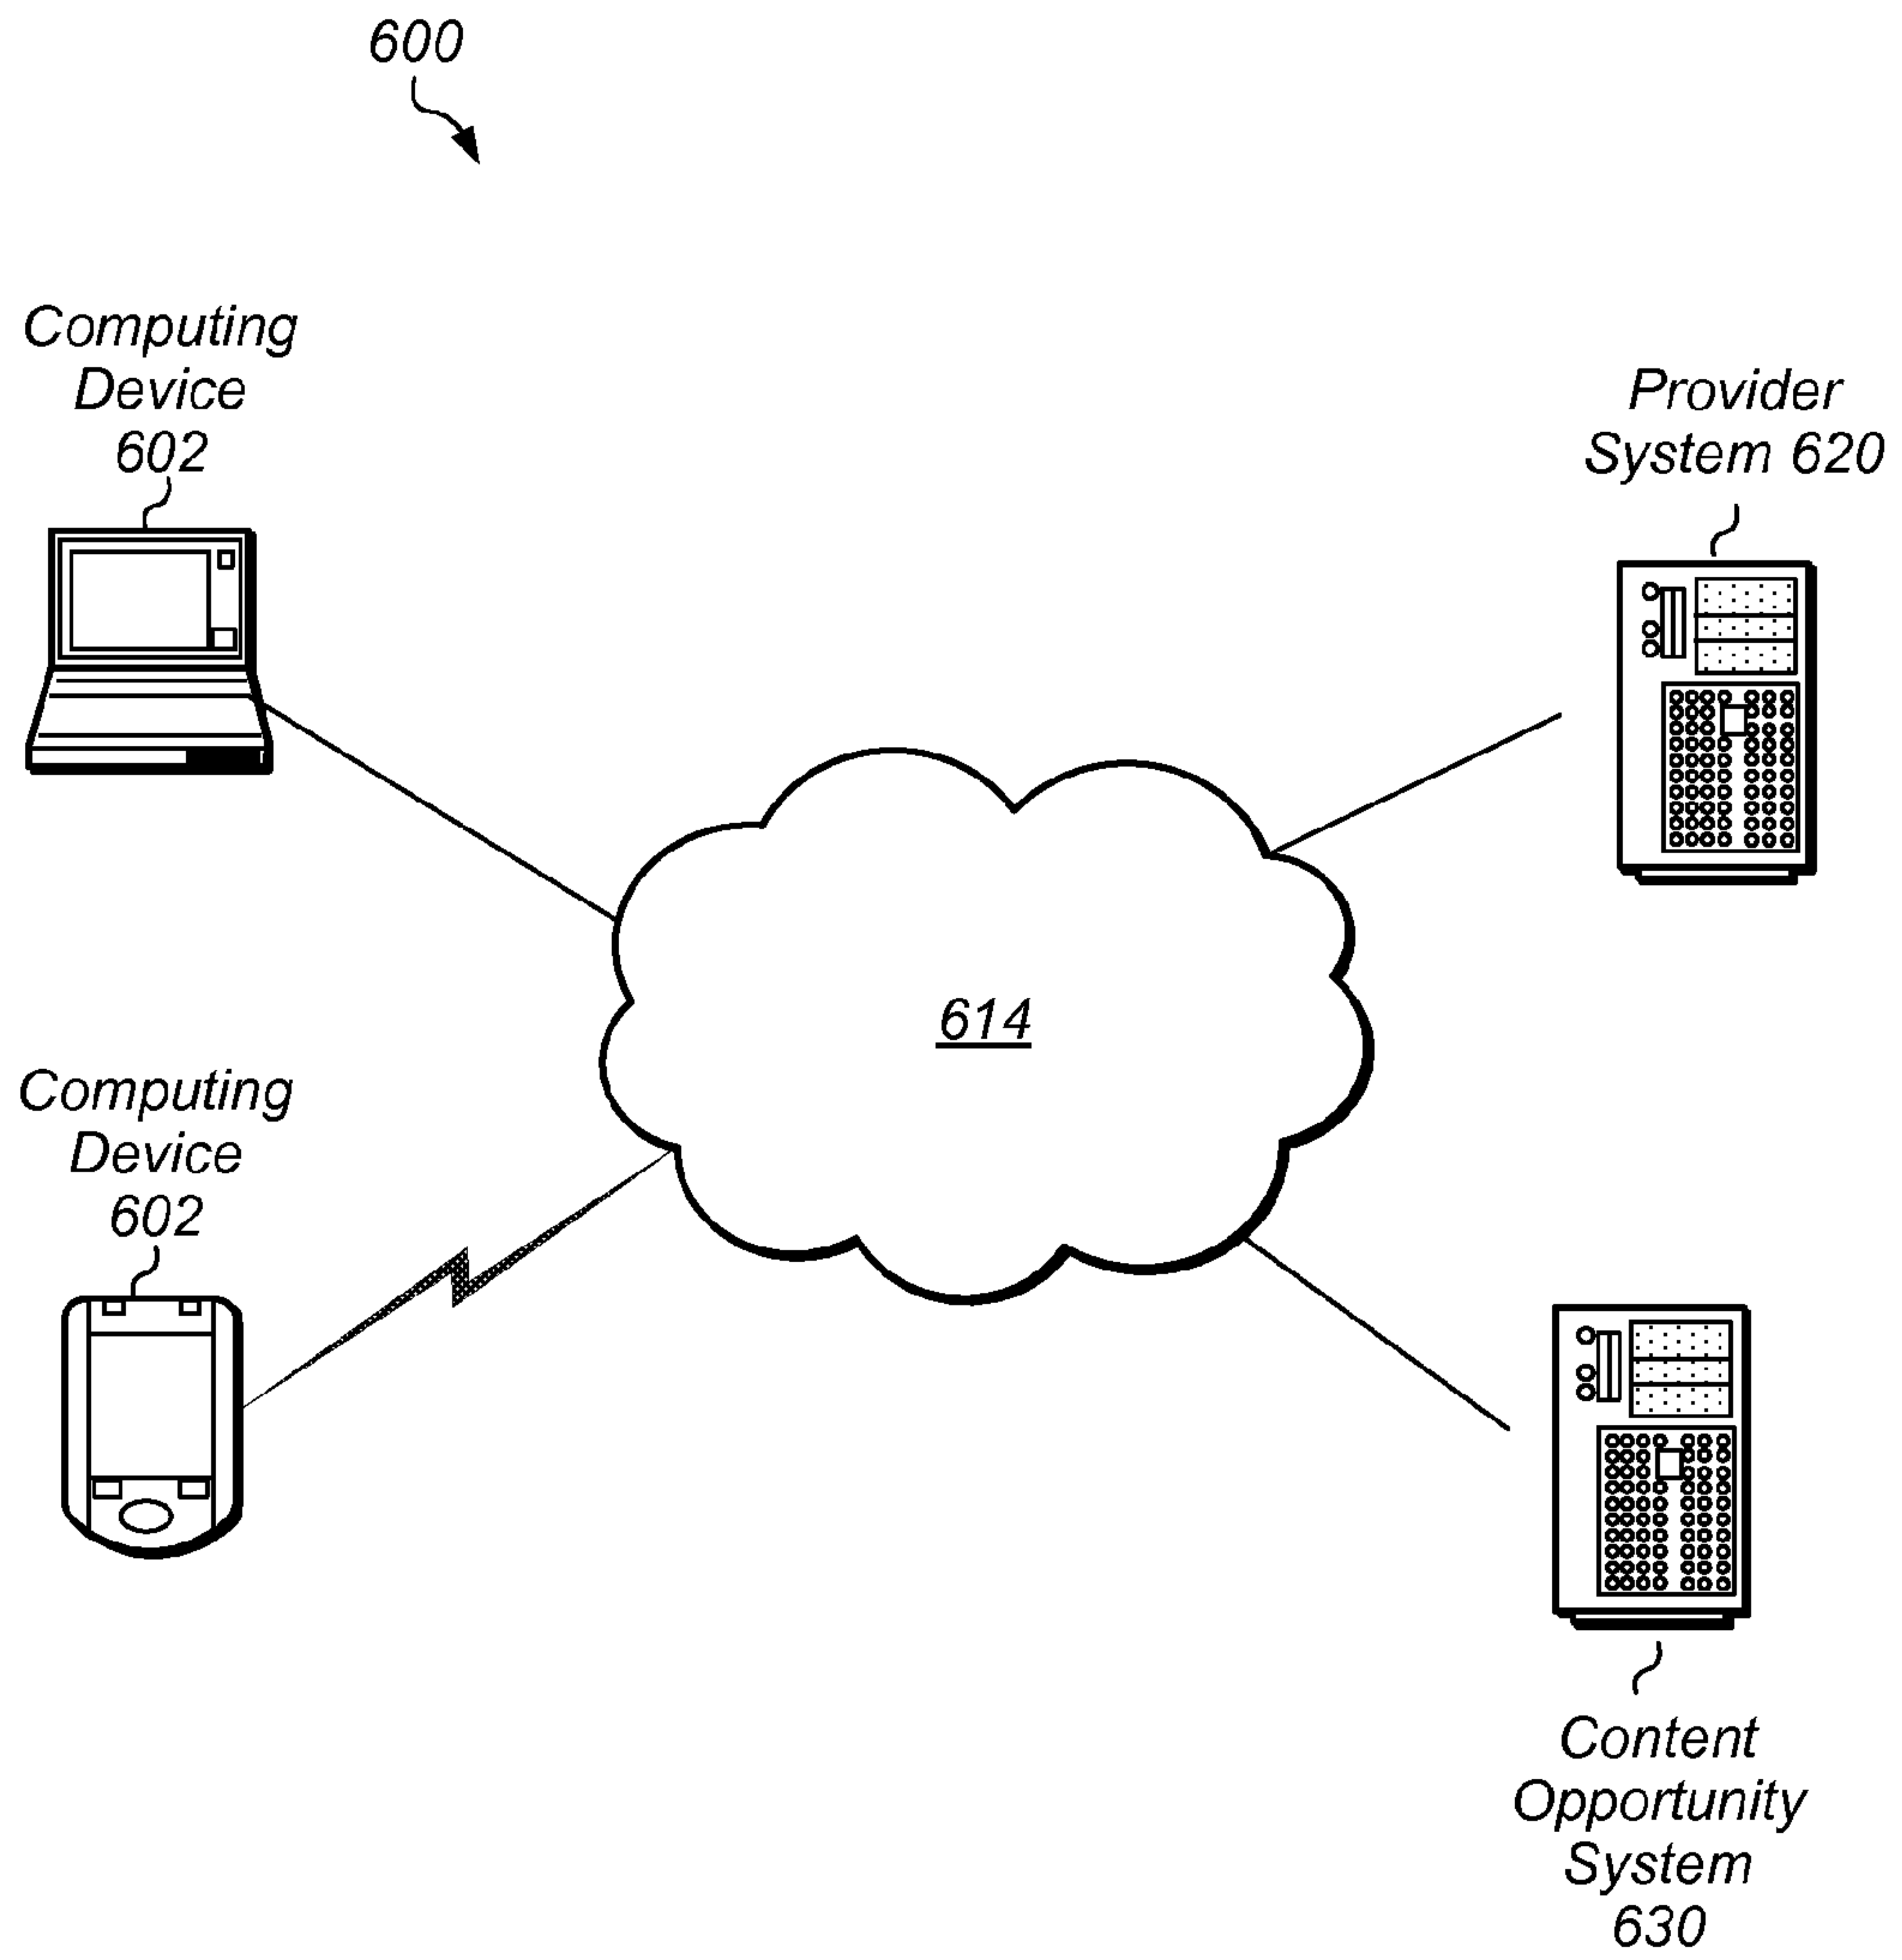 600
Computing
Device
602
Provider
System 620
614
Computing
Device
602
Content
Opportunity
System
630